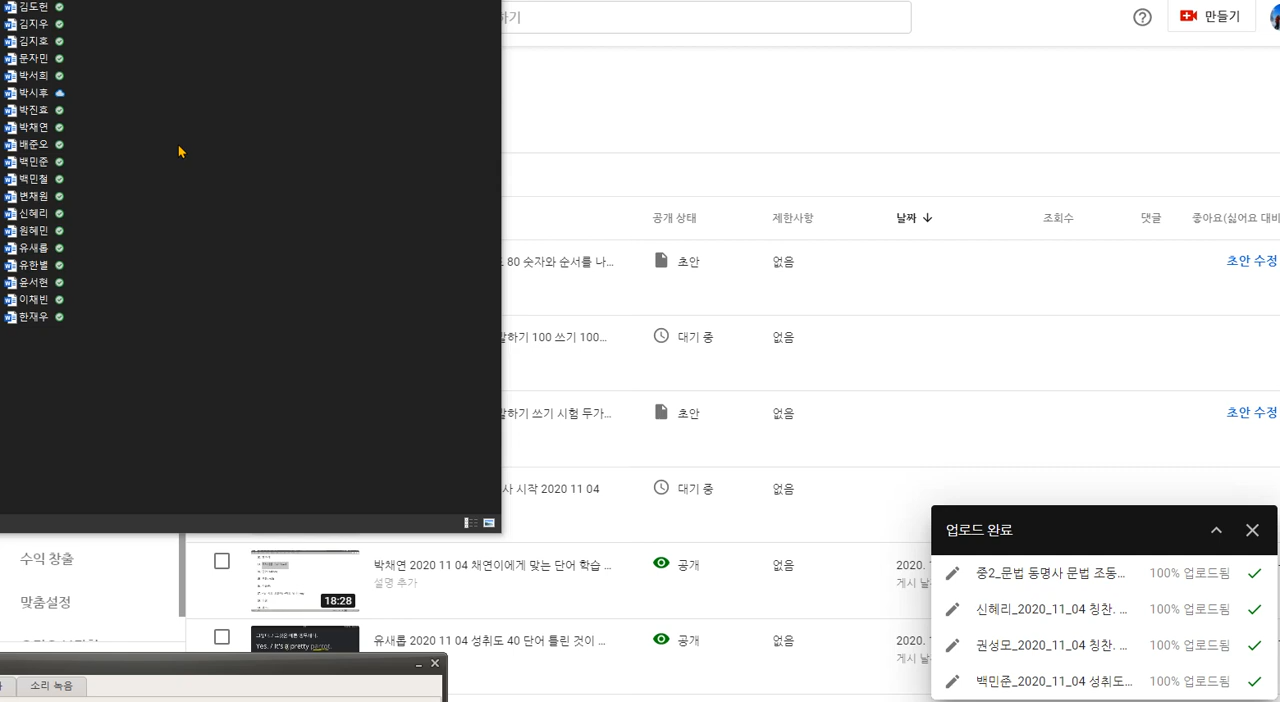 김도헌
김지우
김지호
문자민
박서희
박시후
박진효
박채연
배준오
백민준
백민철
변채원
신혜리
원혜민
유새롬
유한별
윤서현
이채빈
한재우
하기
만들기
공개 상태 제한사항 날짜 조회수 댓글 좋아요(싫어요 대비
80 숫자와 순서를 나... 초안 없음 초안 수정
말하기 100 쓰기 100... 대기 중 없음
말하기 쓰기 시험 두가... 초안 없음 초안 수정
사 시작 2020 11 04 대기 중 없음
수익 창출
맞춤설정
18:28
박채연 2020 11 04 채연이에게 맞는 단어 학습 ... 공개 없음 2020.
설명 추가 게시 날
Yes. / It's a pretty parrot.
유새롬 2020 11 04 성취도 40 단어 틀린 것이 ... 공개 없음 2020.
게시 날
소리 녹음
업로드 완료
중2_문법 동명사 문법 조동... 100% 업로드됨
신혜리_2020_11_04 칭찬. ... 100% 업로드됨
권성모_2020_11_04 칭찬. ... 100% 업로드됨
백민준_2020_11_04 성취도... 100% 업로드됨